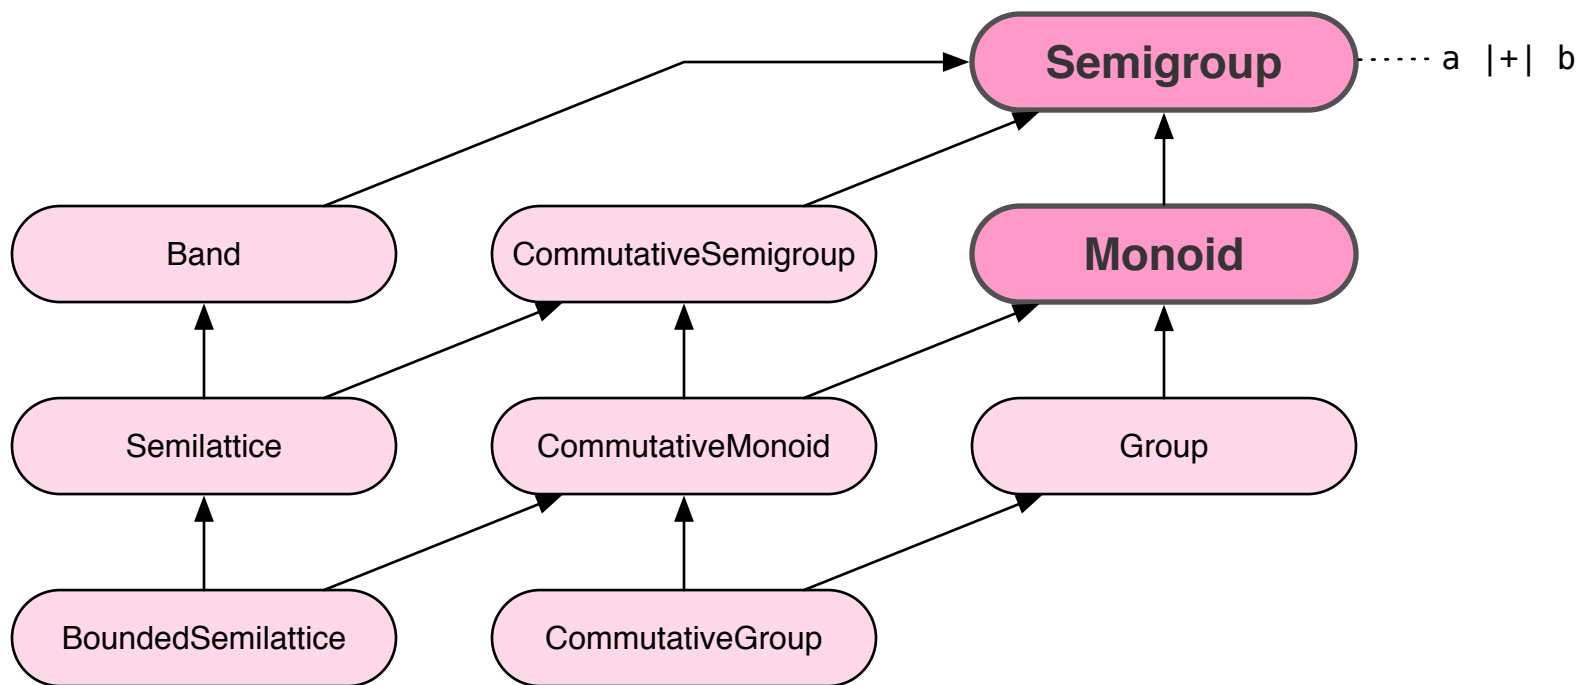 Semigroup
a |+| b
Band
CommutativeSemigroup
Monoid
Semilattice
CommutativeMonoid
Group
BoundedSemilattice
CommutativeGroup